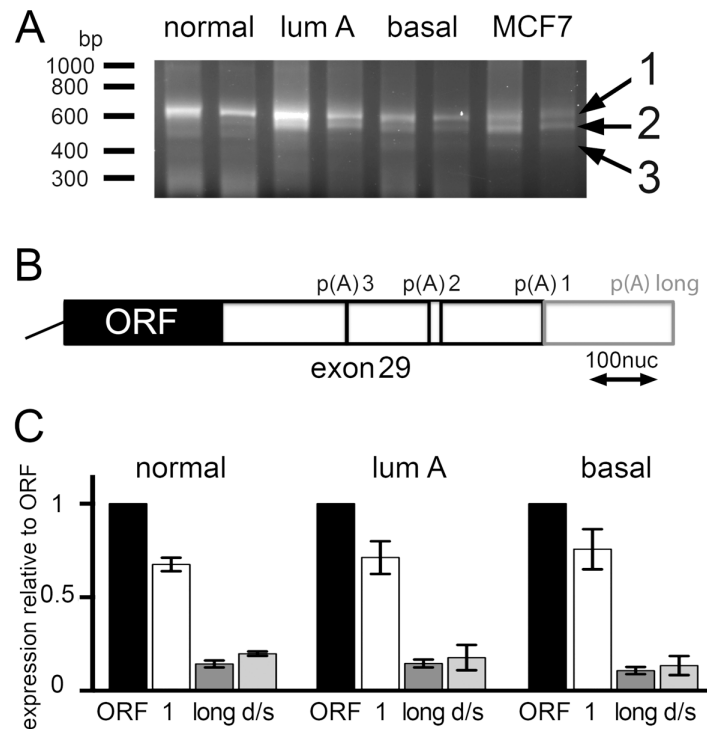 A
normal lum A basal MCF7
bp
1000
800
600
400
300
1
2
3
B
p(A) 3 p(A) 2 p(A) 1 p(A) long
ORF
exon 29
100nuc
C
normal lum A basal
expression relative to ORF
1
0.5
0
ORF 1 long d/s ORF 1 long d/s ORF 1 long d/s